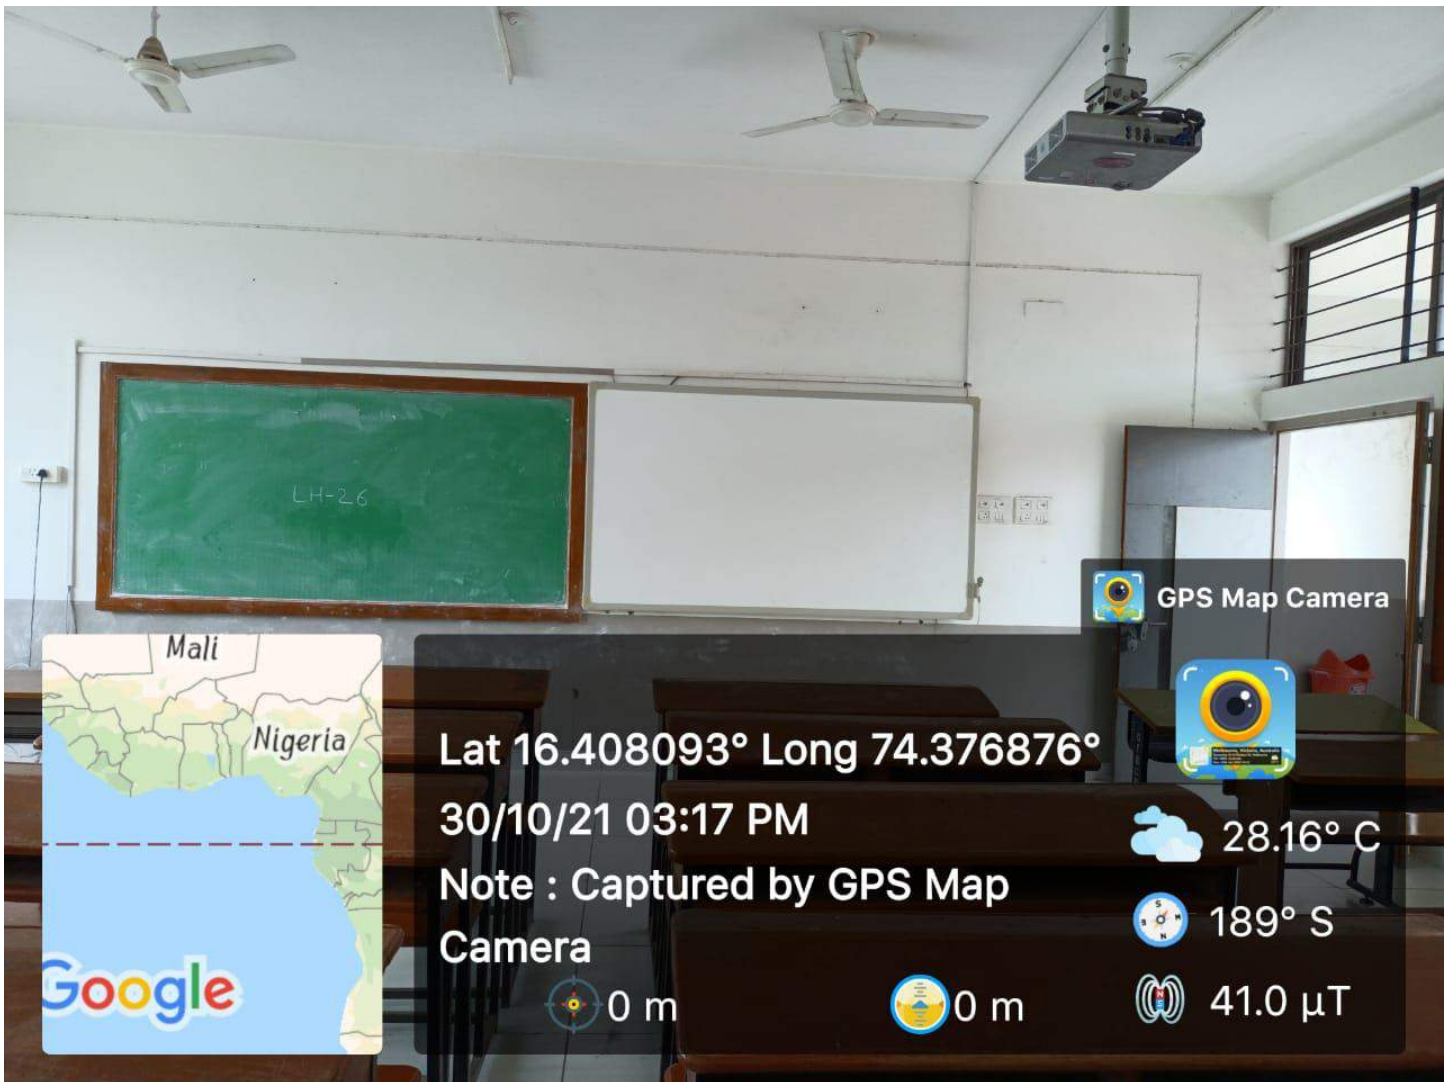 LH-26
GPS Map Camera
Mali
Nigeria
Google
Lat 16.408093° Long 74.376876°
30/10/21 03:17 PM
Note : Captured by GPS Map
Camera
0 m
0 m
28.16° C
189° S
41.0 µT